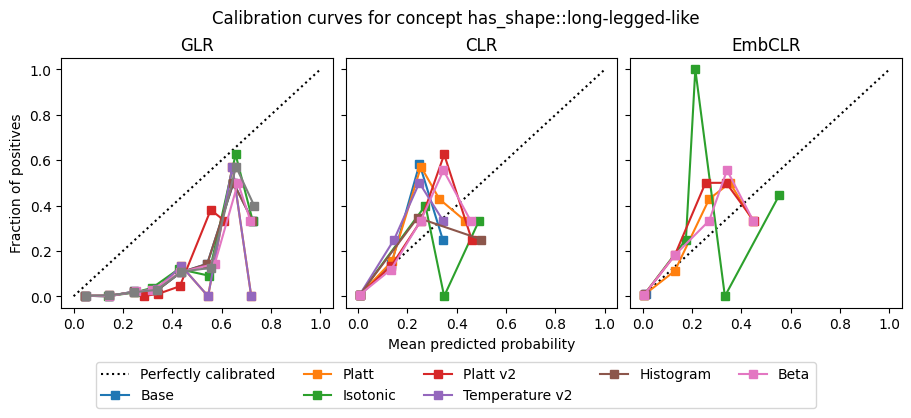 Calibration curves for concept has_shape::long-legged-like
GLR
CLR
EmbCLR
Fraction of positives
1.0
0.8
0.6
0.4
0.2
0.0
0.0 0.2 0.4 0.6 0.8 1.0
0.0 0.2 0.4 0.6 0.8 1.0
0.0 0.2 0.4 0.6 0.8 1.0
Mean predicted probability
Perfectly calibrated Platt Platt v2 Histogram Beta
Base Isotonic Temperature v2